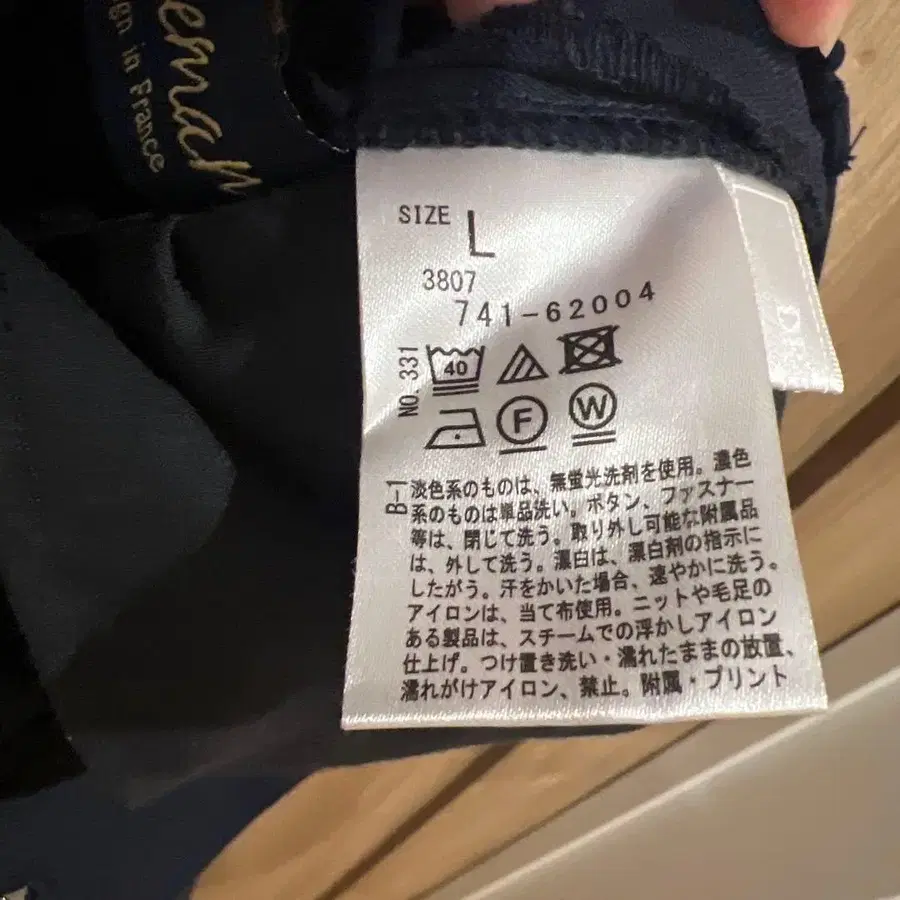 gn in France
SIZE L
3807
741-62004
NO. 331
40
F W
B-1
淡色系のものは、無蛍光洗剤を使用。濃色
系のものは単品洗い。ボタン、ファスナー
等は、閉じて洗う。取り外し可能な附属品
は、外して洗う。漂白は、漂白剤の指示に
したがう。汗をかいた場合、速やかに洗う。
アイロンは、当て布使用。ニットや毛足の
ある製品は、スチームでの浮かしアイロン
仕上げ。つけ置き洗い・濡れたままの放置、
濡れがけアイロン、禁止。附属・プリント